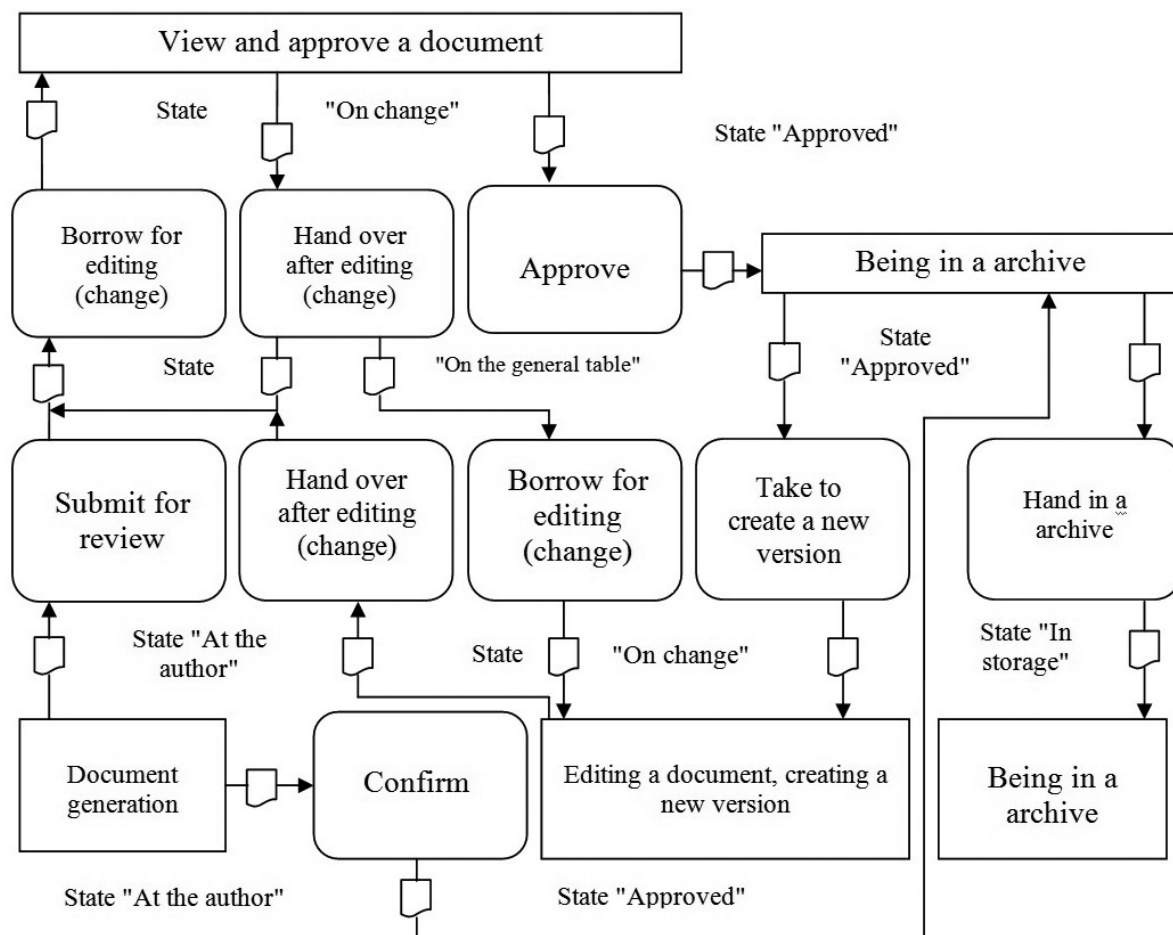 View and approve a document
State
"On change"
State "Approved"
Borrow for
editing
(change)
Hand over
after editing
(change)
Approve
Being in a archive
State
"On the general table"
State
"Approved"
Submit for
review
Hand over
after editing
(change)
Borrow for
editing
(change)
Take to
create a new
version
Hand in a
archive
State "At the
author"
State
"On change"
State "In
storage"
Document
generation
Confirm
Editing a document, creating a
new version
Being in a
archive
State "At the author"
State "Approved"